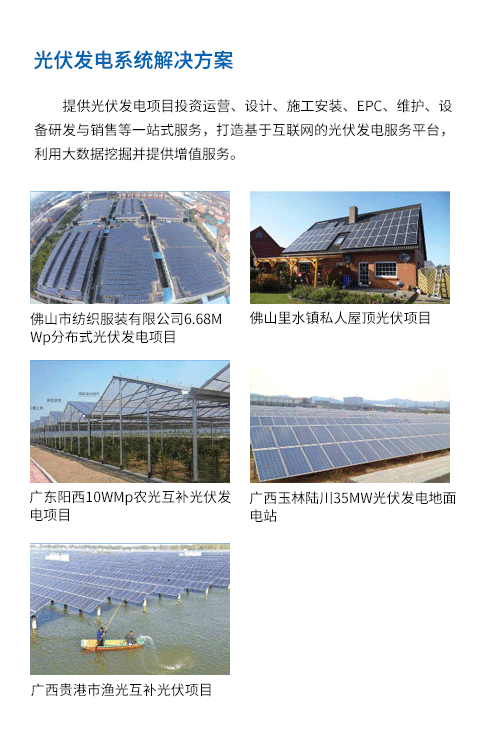 光伏发电系统解决方案
提供光伏发电项目投资运营、设计、施工安装、EPC、维护、设
备研发与销售等一站式服务，打造基于互联网的光伏发电服务平台，
利用大数据挖掘并提供增值服务。
佛山市纺织服装有限公司6.68M
Wp分布式光伏发电项目
佛山里水镇私人屋顶光伏项目
广东阳西10WMp农光互补光伏发
电项目
广西玉林陆川35MW光伏发电地面
电站
广西贵港市渔光互补光伏项目